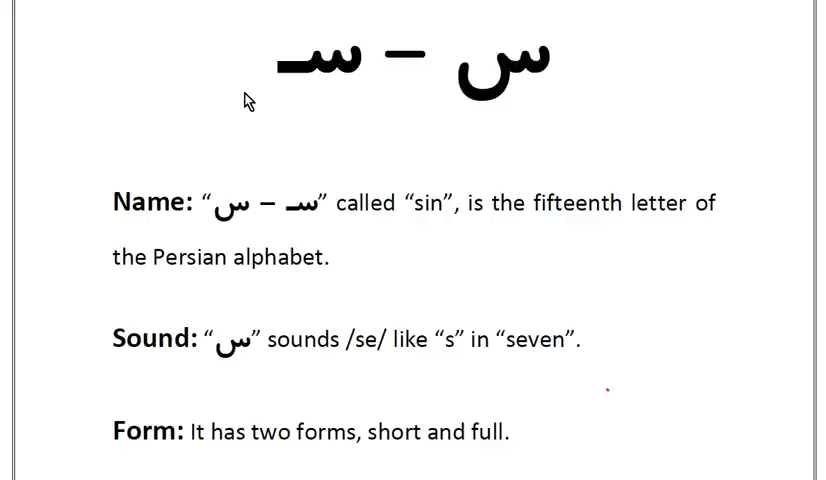 س – سـ
Name: “س – سـ” called “sin”, is the fifteenth letter of
the Persian alphabet.
Sound: “س” sounds /se/ like “s” in “seven”.
Form: It has two forms, short and full.